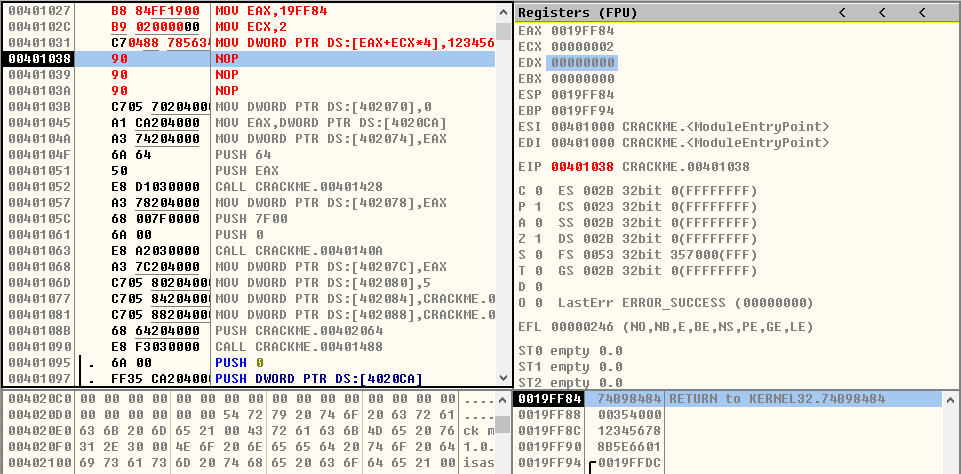 00401027 B8 84FF1900 MOV EAX,19FF84
0040102C B9 02000000 MOV ECX,2
00401031 C70488 785634 MOV DWORD PTR DS:[EAX+ECX*4],123456
00401038 90 NOP
00401039 90 NOP
0040103A 90 NOP
0040103B C705 70204000 MOV DWORD PTR DS:[402070],0
00401045 A1 CA204000 MOV EAX,DWORD PTR DS:[4020CA]
0040104A A3 74204000 MOV DWORD PTR DS:[402074],EAX
0040104F 6A 64 PUSH 64
00401051 50 PUSH EAX
00401052 E8 D1030000 CALL CRACKME.00401428
00401057 A3 78204000 MOV DWORD PTR DS:[402078],EAX
0040105C 68 007F0000 PUSH 7F00
00401061 6A 00 PUSH 0
00401063 E8 A2030000 CALL CRACKME.0040140A
00401068 A3 7C204000 MOV DWORD PTR DS:[40207C],EAX
0040106D C705 80204000 MOV DWORD PTR DS:[402080],5
00401077 C705 84204000 MOV DWORD PTR DS:[402084],CRACKME.0
00401081 C705 88204000 MOV DWORD PTR DS:[402088],CRACKME.0
0040108B 68 64204000 PUSH CRACKME.00402064
00401090 E8 F3030000 CALL CRACKME.00401488
00401095 . 6A 00 PUSH 0
00401097 . FF35 CA204000 PUSH DWORD PTR DS:[4020CA]
Registers (FPU) < < <
EAX 0019FF84
ECX 00000002
EDX 00000000
EBX 00000000
ESP 0019FF84
EBP 0019FF94
ESI 00401000 CRACKME.<ModuleEntryPoint>
EDI 00401000 CRACKME.<ModuleEntryPoint>
EIP 00401038 CRACKME.00401038
C 0 ES 002B 32bit 0(FFFFFFFF)
P 1 CS 0023 32bit 0(FFFFFFFF)
A 0 SS 002B 32bit 0(FFFFFFFF)
Z 1 DS 002B 32bit 0(FFFFFFFF)
S 0 FS 0053 32bit 357000(FFF)
T 0 GS 002B 32bit 0(FFFFFFFF)
D 0
O 0 LastErr ERROR_SUCCESS (00000000)
EFL 00000246 (NO,NB,E,BE,NS,PE,GE,LE)
ST0 empty 0.0
ST1 empty 0.0
ST2 empty 0.0
004020C0 00 00 00 00 00 00 00 00 00 00 00 00 ....
004020D0 00 00 00 00 54 72 79 20 74 6F 20 63 72 61 ....
004020E0 63 6B 20 6D 65 21 00 43 72 61 63 6B 4D 65 20 76 ck m
004020F0 31 2E 30 00 4E 6F 20 6E 65 65 64 20 74 6F 20 64 1.0.
00402100 69 73 61 73 6D 20 74 68 65 20 63 6F 64 65 21 00 isas
0019FF84 74B98484 RETURN to KERNEL32.74B98484
0019FF88 00354000
0019FF8C 12345678
0019FF90 8B5E6601
0019FF94 0019FFDC